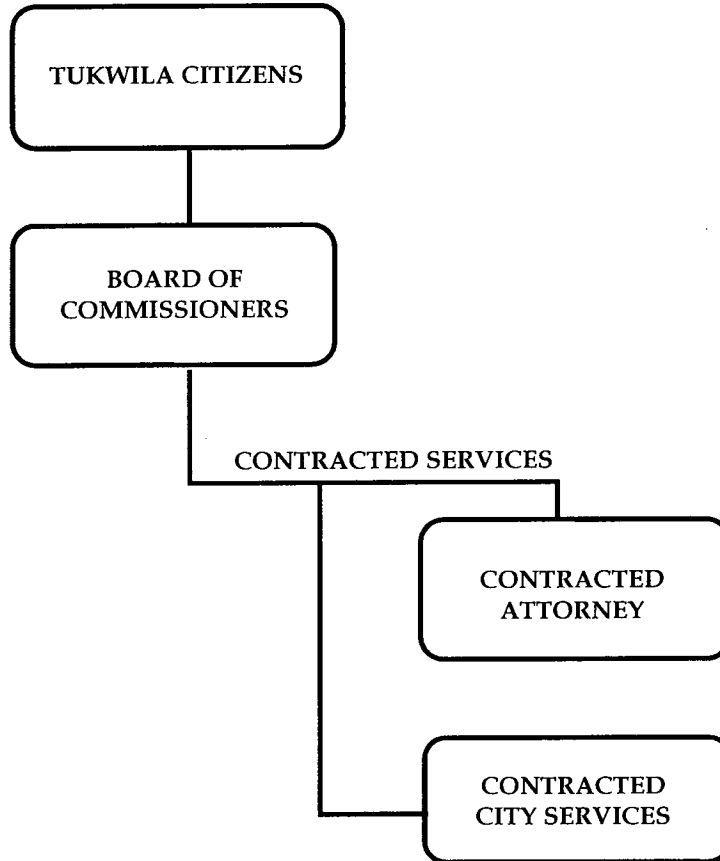 TUKWILA CITIZENS
BOARD OF
COMMISSIONERS
CONTRACTED SERVICES
CONTRACTED
ATTORNEY
CONTRACTED
CITY SERVICES